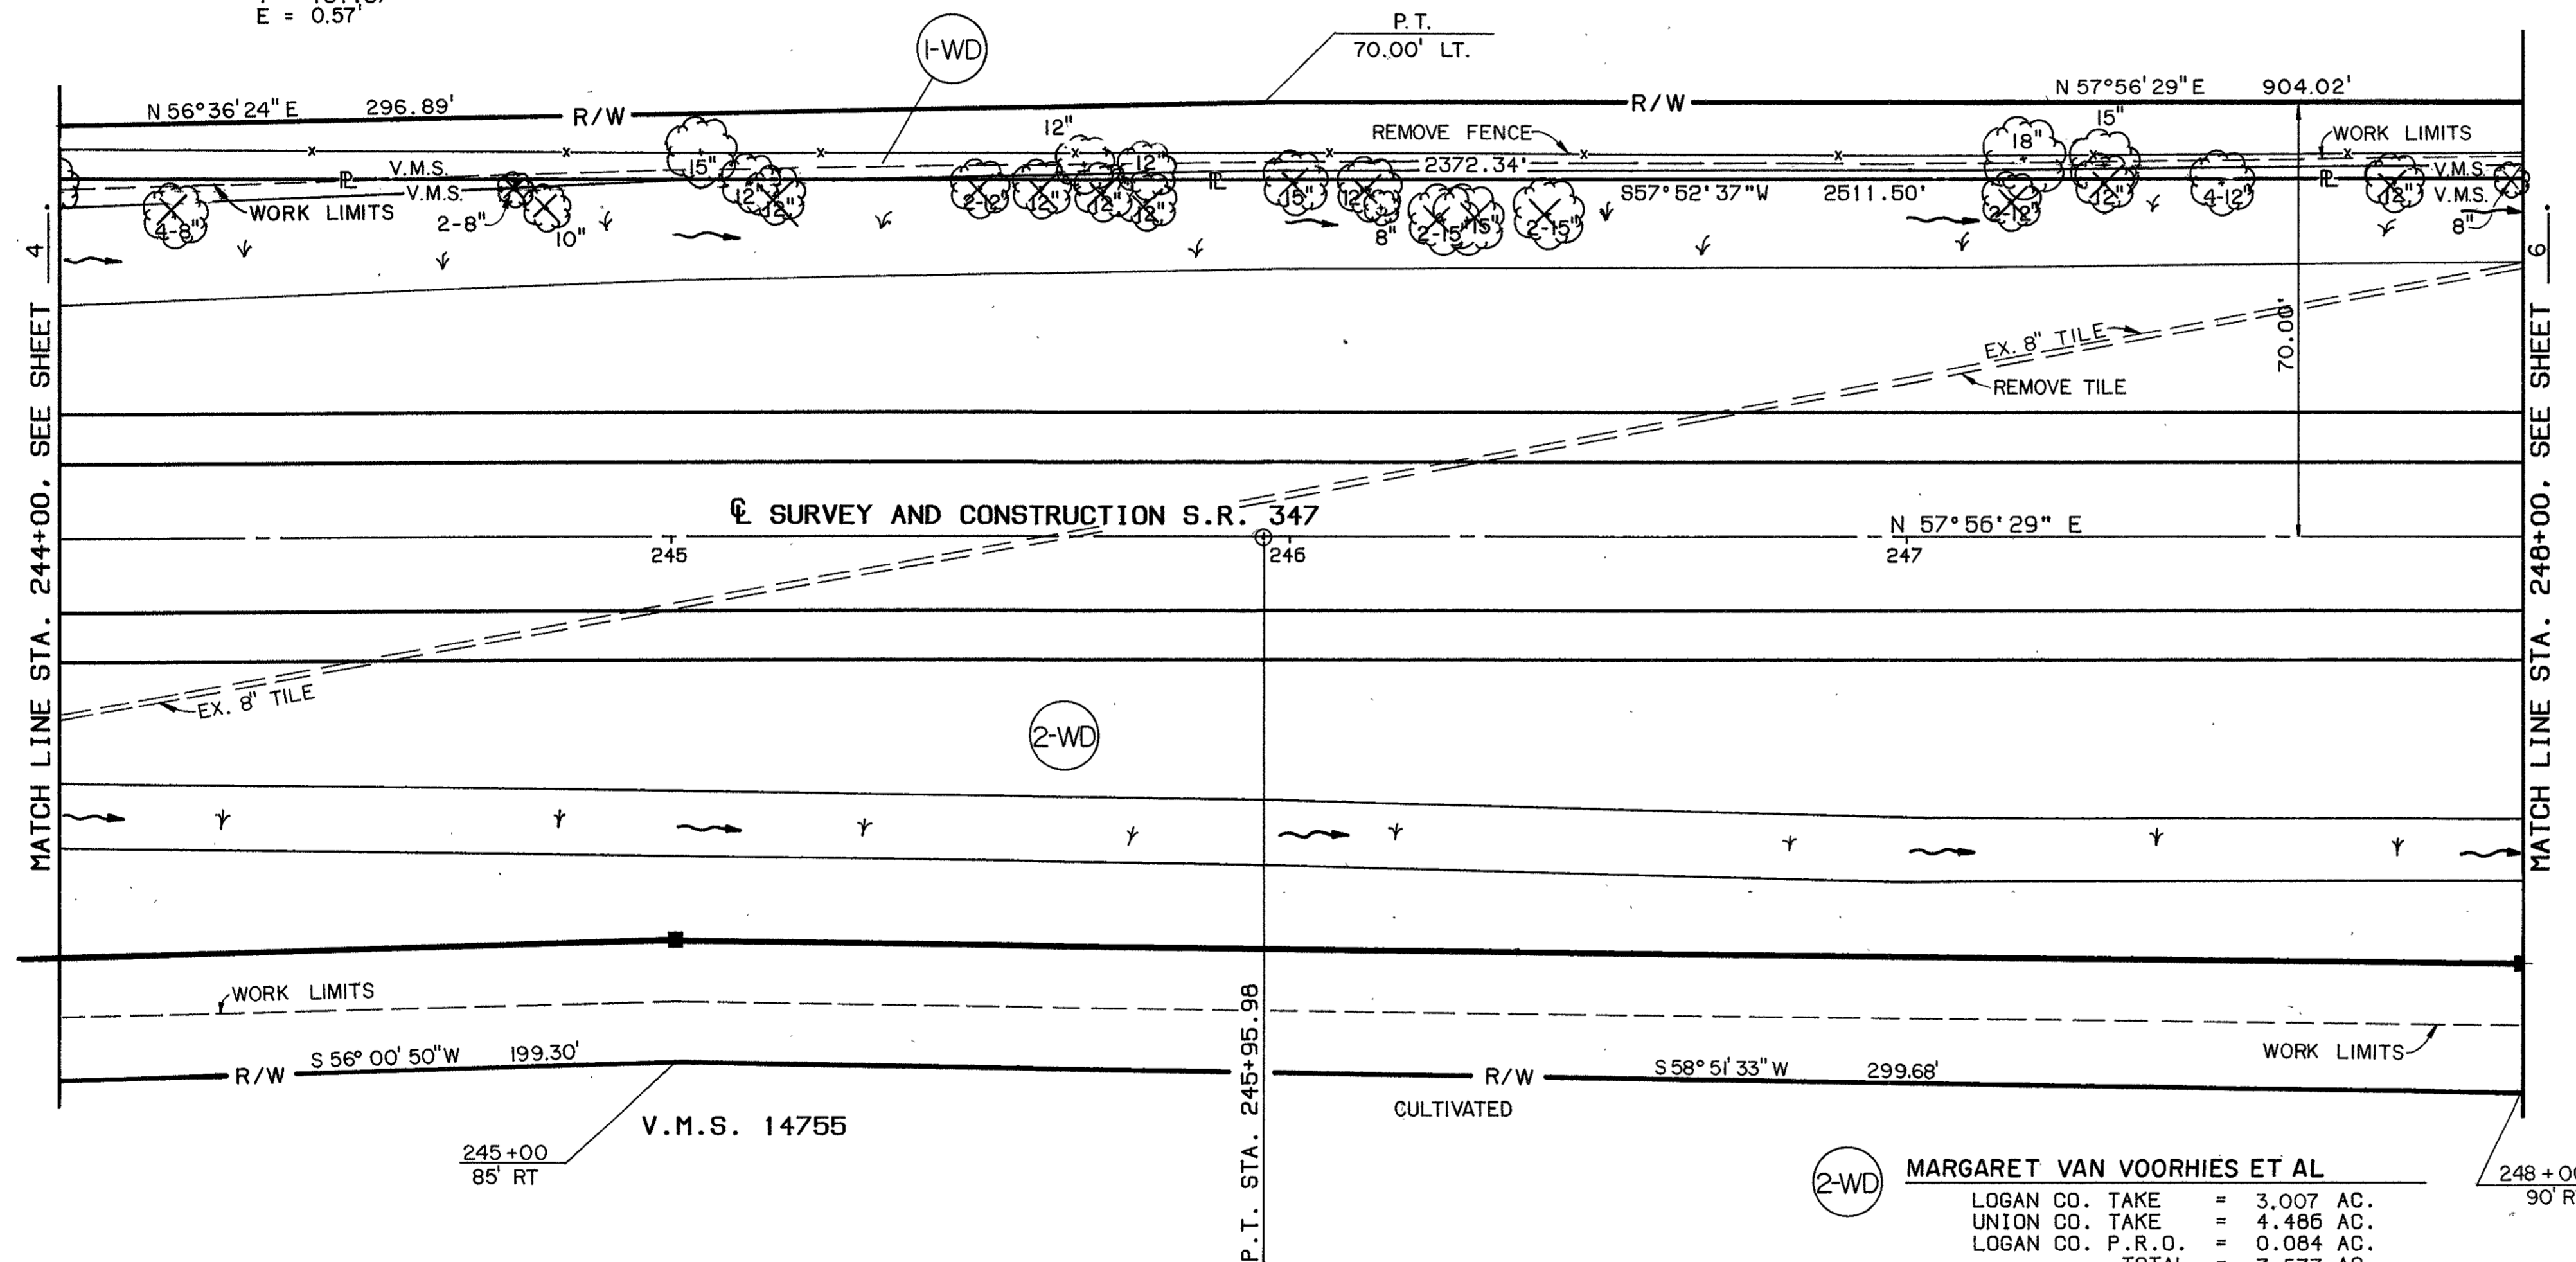 E = 0.57'
1-WD
P.T.
70.00' LT.
N 56°36'24" E 296.89'
R/W
R/W
N 57°56'29" E 904.02'
12"
REMOVE FENCE
18"
15"
WORK LIMITS
15"
12"
2372.34'
V.M.S.
V.M.S.
P̲L̲
V.M.S.
WORK LIMITS
4-8"
2-8"
10"
12"
12"
2-12"
12"
12"
12"
PL
15"
12"
8"
2-15"
15"
2-15"
S57°52'37"W 2511.50'
2-12"
12"
4-12"
PL
12"
V.M.S.
8"
MATCH LINE STA. 244+00, SEE SHEET 4.
MATCH LINE STA. 248+00, SEE SHEET 6.
70.00'
EX. 8" TILE
REMOVE TILE
℄ SURVEY AND CONSTRUCTION S.R. 347
N 57°56'29" E
245
246
247
EX. 8" TILE
2-WD
WORK LIMITS
WORK LIMITS
R/W
S 56° 00' 50"W 199.30'
R/W
S 58° 51' 33" W 299.68'
CULTIVATED
V.M.S. 14755
245+00
85' RT
P.T. STA. 245+95.98
2-WD
MARGARET VAN VOORHIES ET AL
LOGAN CO. TAKE = 3.007 AC.
UNION CO. TAKE = 4.486 AC.
LOGAN CO. P.R.O. = 0.084 AC.
248+00
90' R